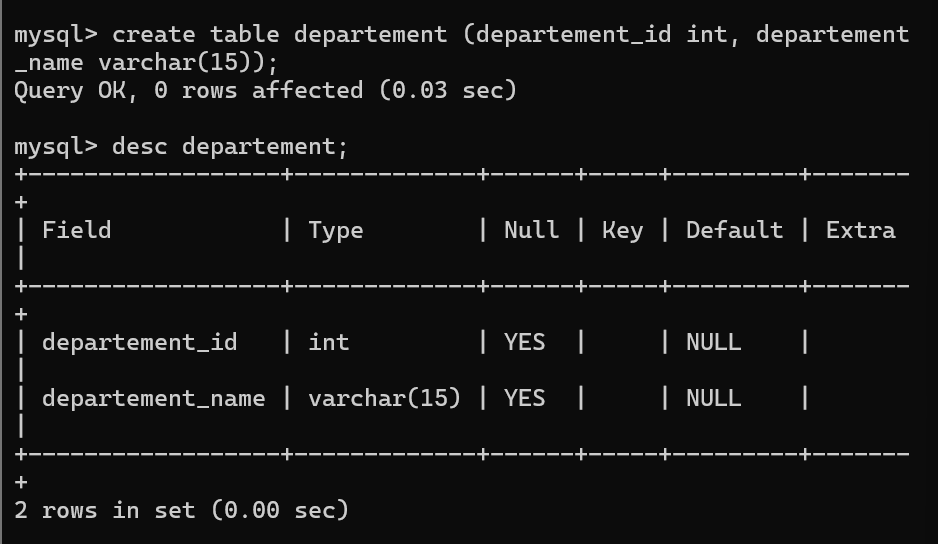 mysql> create table departement (departement_id int, departement
_name varchar(15));
Query OK, 0 rows affected (0.03 sec)

mysql> desc departement;
+------------------+-------------+------+-----+---------+-------
+
| Field            | Type        | Null | Key | Default | Extra
|
+------------------+-------------+------+-----+---------+-------
+
| departement_id   | int         | YES  |     | NULL    |
|
| departement_name | varchar(15) | YES  |     | NULL    |
|
+------------------+-------------+------+-----+---------+-------
+
2 rows in set (0.00 sec)